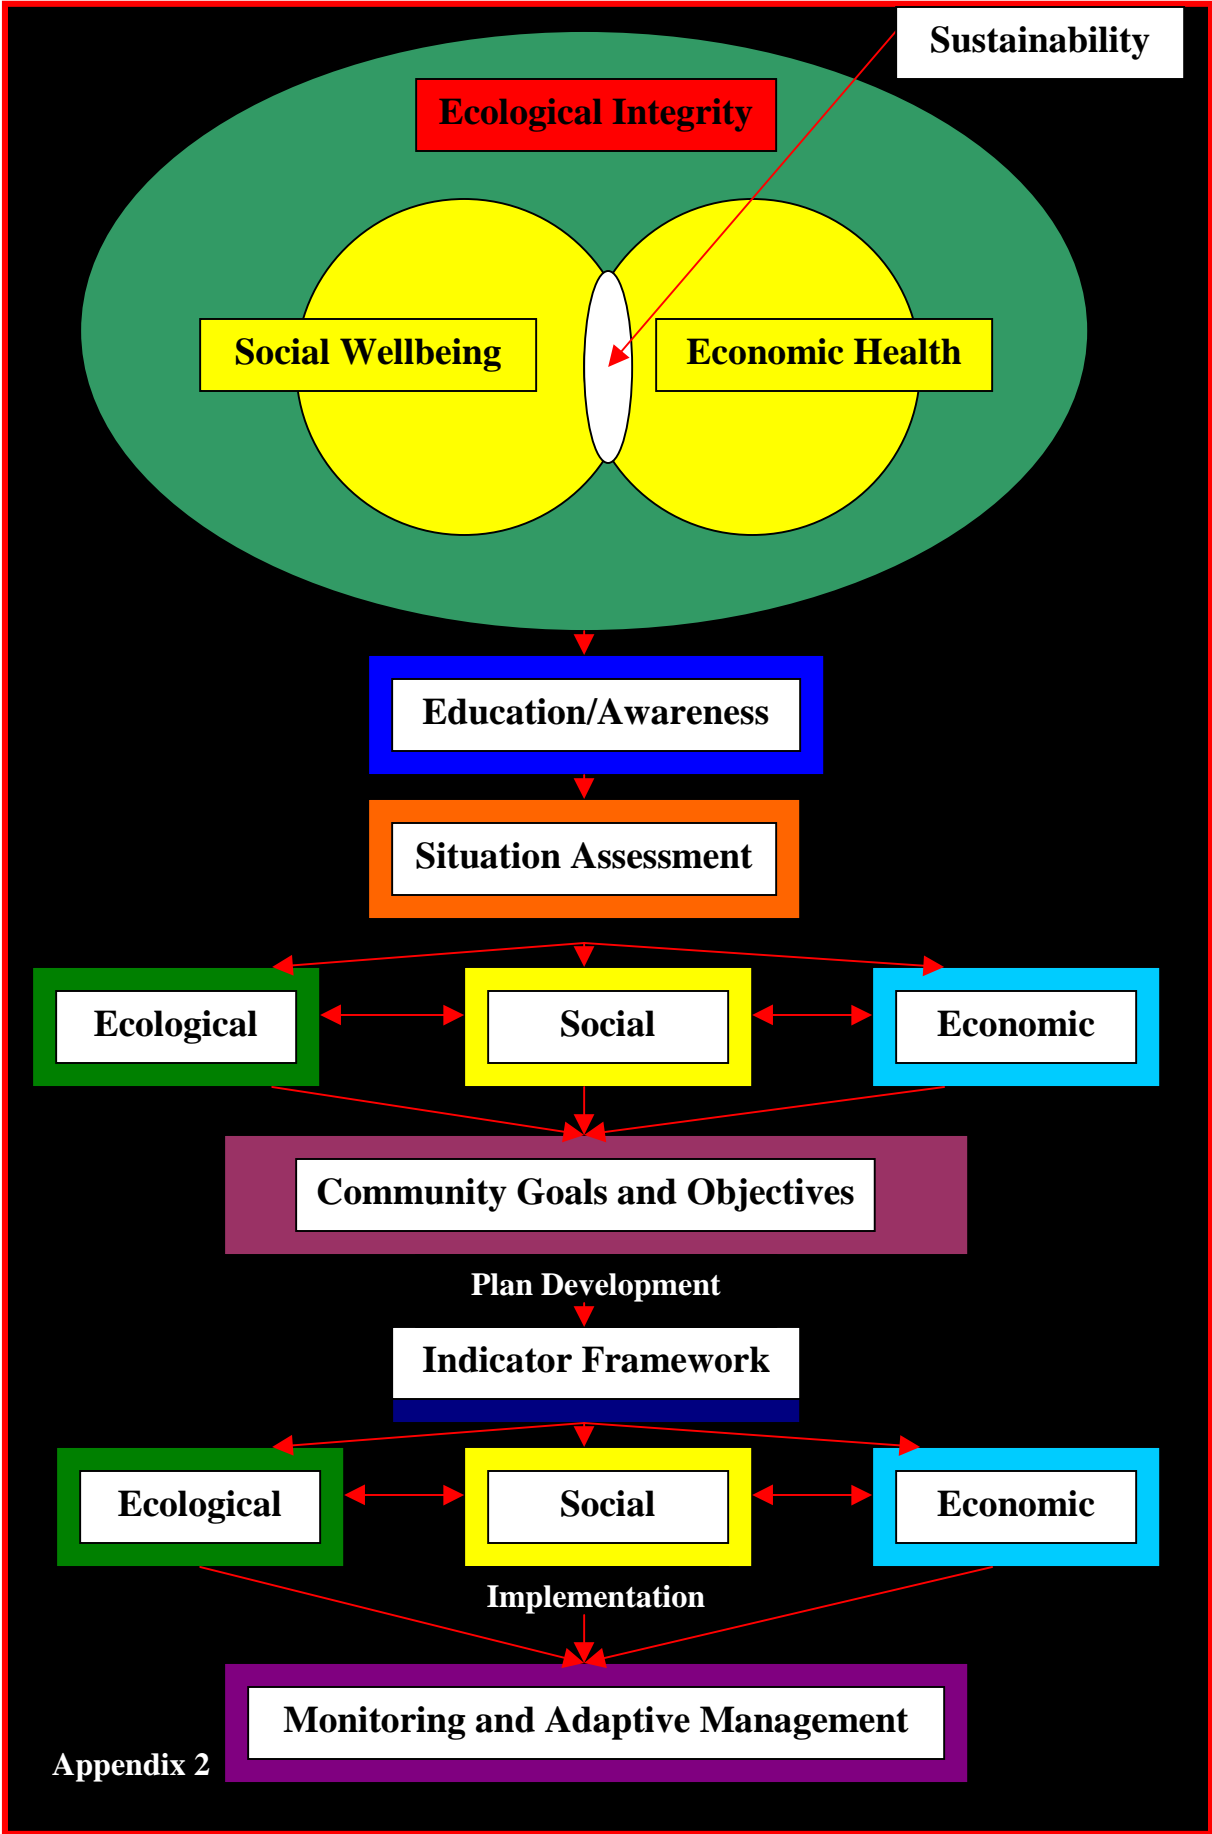 Sustainability
Ecological Integrity
Social Wellbeing
Economic Health
Education/Awareness
Situation Assessment
Ecological
Social
Economic
Community Goals and Objectives
Plan Development
Indicator Framework
Ecological
Social
Economic
Implementation
Monitoring and Adaptive Management
Appendix 2